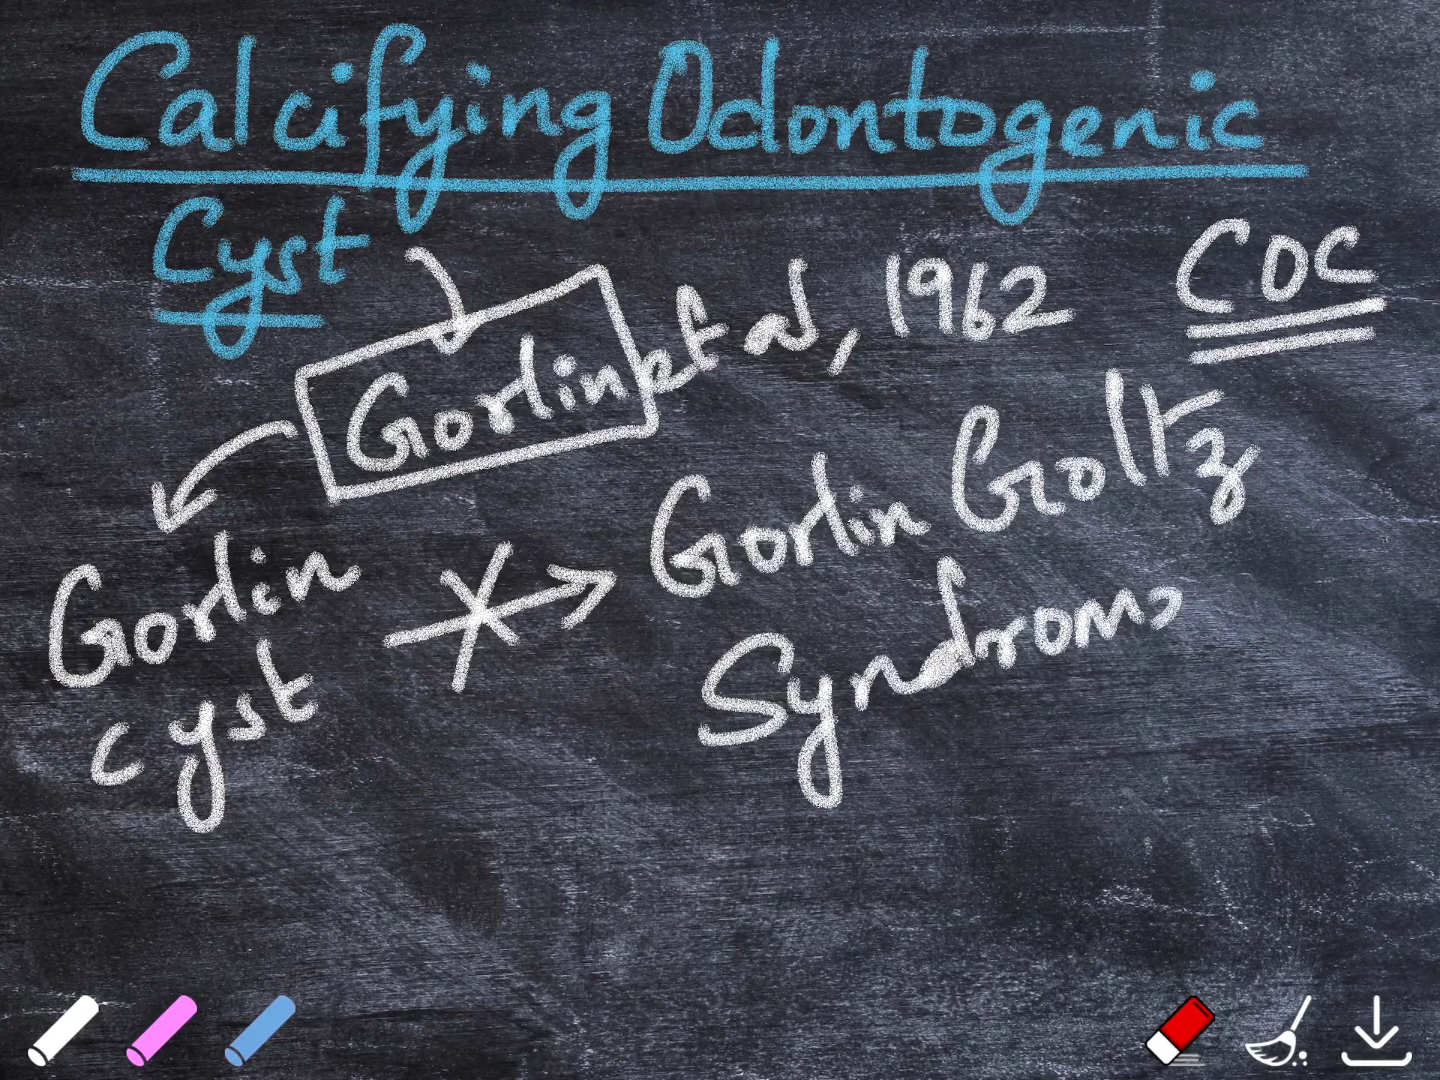 Calcifying Odontogenic
Cyst
COC
Gorlin et al, 1962
Gorlin
cyst
Gorlin Goltz
Syndrome